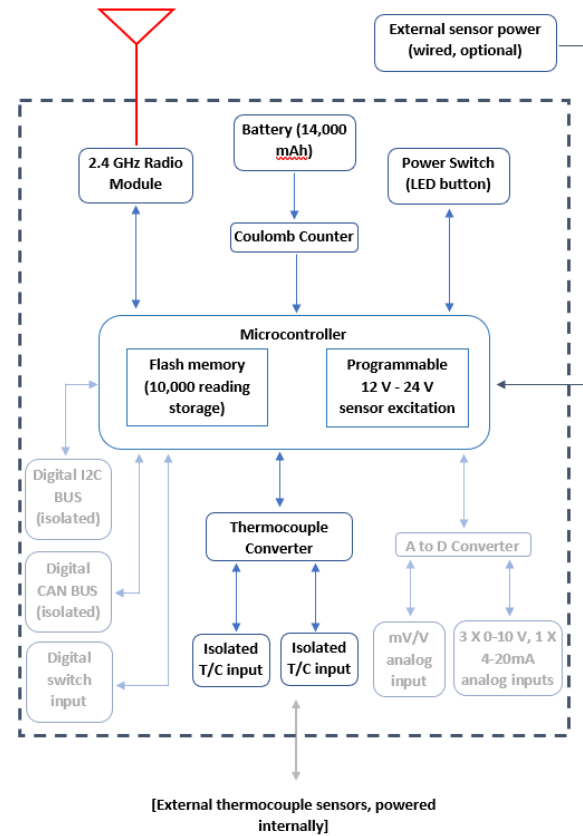 External sensor power
(wired, optional)
2.4 GHz Radio
Module
Battery (14,000
mAh)
Power Switch
(LED button)
Coulomb Counter
Microcontroller
Flash memory
(10,000 reading
storage)
Programmable
12 V - 24 V
sensor excitation
Digital I2C
BUS
(isolated)
Thermocouple
Converter
A to D Converter
Digital
CAN BUS
(isolated)
Isolated
T/C input
Isolated
T/C input
mV/V
analog
input
3 X 0-10 V, 1 X
4-20mA
analog inputs
Digital
switch
input
[External thermocouple sensors, powered
internally]